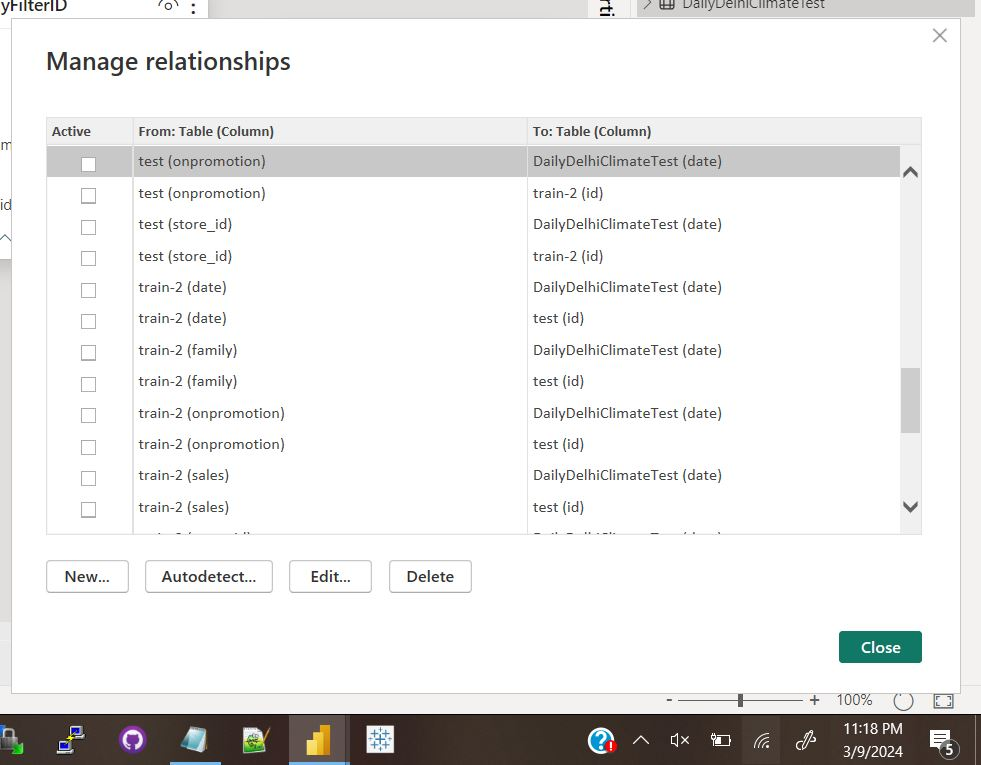 yFilterID
DailyDelhiClimateTest
Manage relationships
Active From: Table (Column) To: Table (Column)
test (onpromotion) DailyDelhiClimateTest (date)
test (onpromotion) train-2 (id)
test (store_id) DailyDelhiClimateTest (date)
test (store_id) train-2 (id)
train-2 (date) DailyDelhiClimateTest (date)
train-2 (date) test (id)
train-2 (family) DailyDelhiClimateTest (date)
train-2 (family) test (id)
train-2 (onpromotion) DailyDelhiClimateTest (date)
train-2 (onpromotion) test (id)
train-2 (sales) DailyDelhiClimateTest (date)
train-2 (sales) test (id)
New... Autodetect... Edit... Delete
Close
- + 100%
11:18 PM
3/9/2024
5